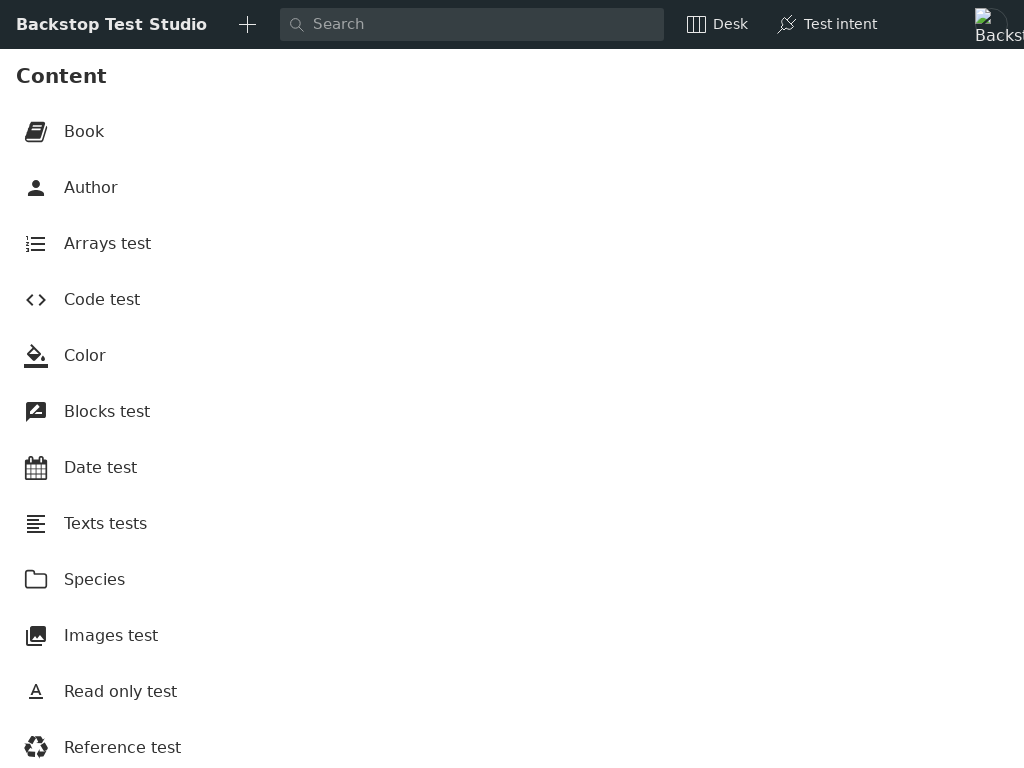 Backstop Test Studio
Search
Desk
Test intent
Backst
Content
Book
Author
Arrays test
Code test
Color
Blocks test
Date test
Texts tests
Species
Images test
Read only test
Reference test